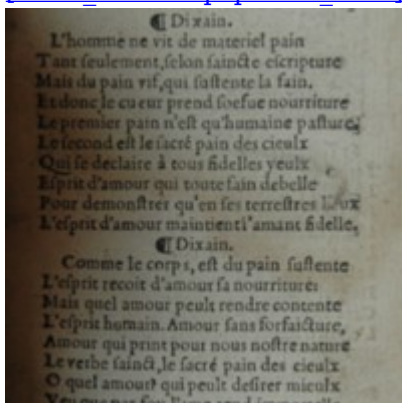 ¶ Dixain.
L'homme ne vit de materiel pain
Tant seulement, selon saincte escripture
Mais du pain vif, qui sustente la fain.
Et donc le cueur prend soefue nourriture
Le premier pain n'est qu'humaine pasture,
Le second est le sacré pain des cieulx
Qui se declaire à tous fidelles yeulx
Esprit d'amour qui toute fain debelle
Pour demonstrer qu'en ses terrestres
L'esprit d'amour maintient l'amant fidelle,
¶ Dixain.
Comme le corps, est du pain sustente
L'esprit recoit d'amour sa nourriture:
Mais quel amour peult rendre contente
L'esprit humain. Amour sans forfaicture,
Amour qui print pour nous nostre nature
Le verbe sainct, le sacré pain des cieulx
O quel amour? qui peult desirer mieulx